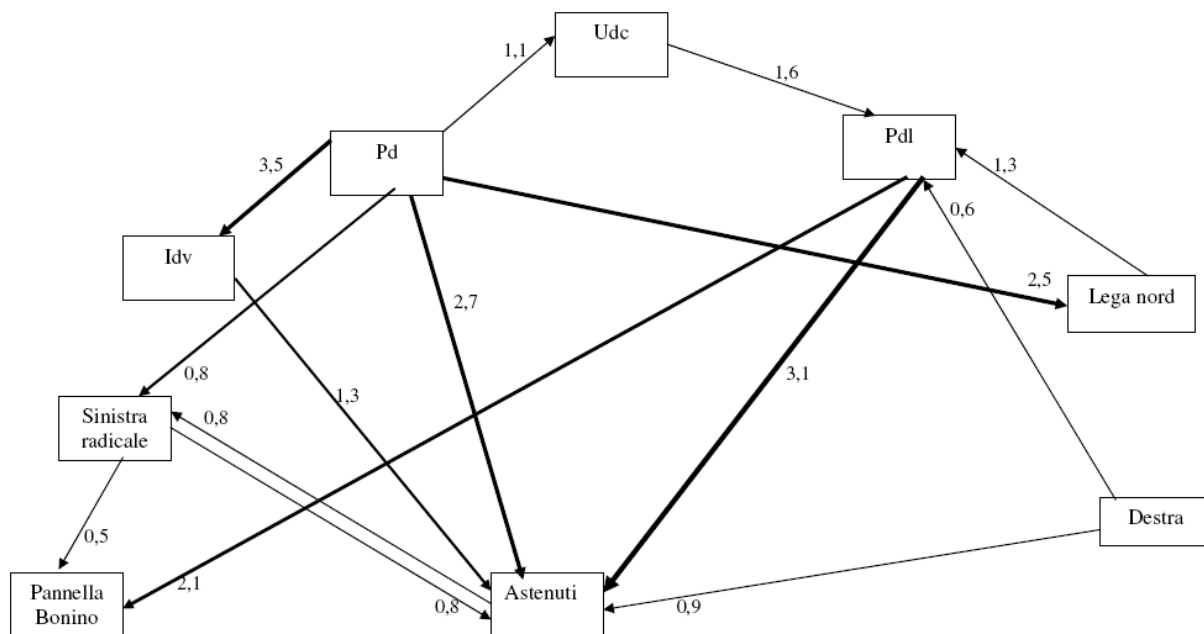 Udc
1,1
1,6
Pdl
Pd
3,5
1,3
0,6
Idv
2,7
2,5
Lega nord
0,8
3,1
1,3
Sinistra
radicale
0,8
Destra
0,5
Pannella
Bonino
2,1
0,8
Astenuti
0,9